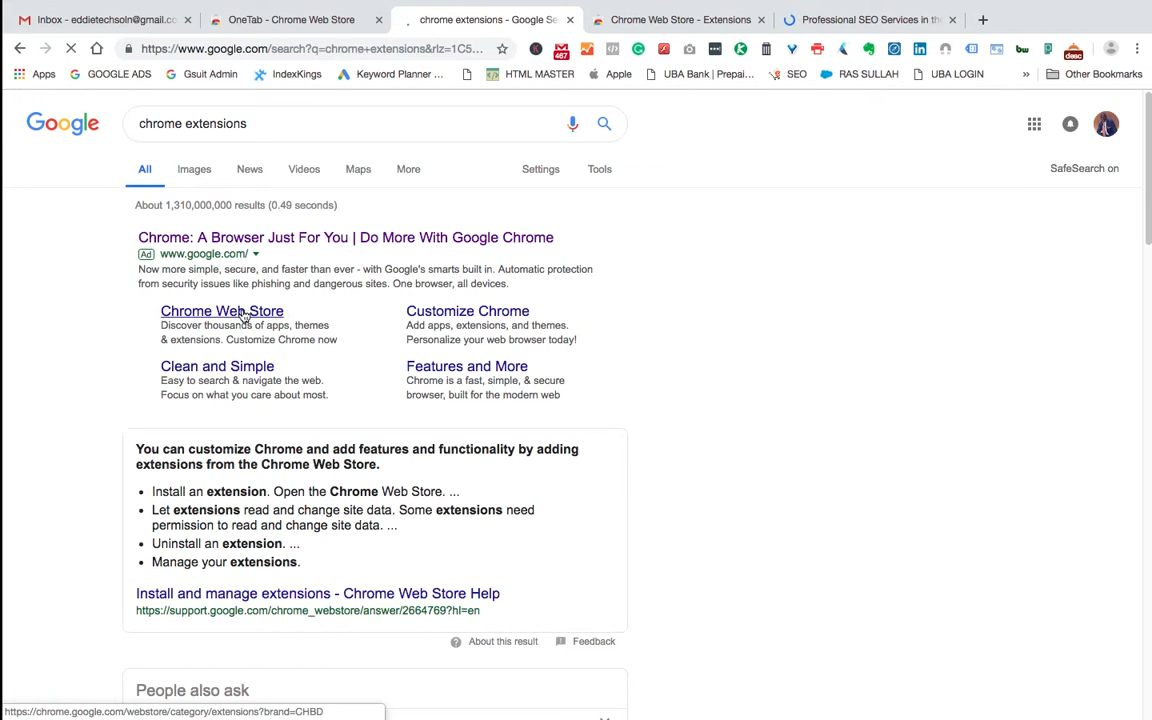 Inbox - eddietechsoln@gmail.co
OneTab - Chrome Web Store
chrome extensions - Google Se
Chrome Web Store - Extensions
Professional SEO Services in the
https://www.google.com/search?q=chrome+extensions&rlz=1C5...
467
bw
desc
Apps
GOOGLE ADS
Gsuit Admin
IndexKings
Keyword Planner ...
HTML MASTER
Apple
UBA Bank | Prepai...
SEO
RAS SULLAH
UBA LOGIN
Other Bookmarks
Google
chrome extensions
All
Images
News
Videos
Maps
More
Settings
Tools
SafeSearch on
About 1,310,000,000 results (0.49 seconds)
Chrome: A Browser Just For You | Do More With Google Chrome
Ad www.google.com/
Now more simple, secure, and faster than ever - with Google's smarts built in. Automatic protection
from security issues like phishing and dangerous sites. One browser, all devices.
Chrome Web Store
Discover thousands of apps, themes
& extensions. Customize Chrome now
Customize Chrome
Add apps, extensions, and themes.
Personalize your web browser today!
Clean and Simple
Easy to search & navigate the web.
Focus on what you care about most.
Features and More
Chrome is a fast, simple, & secure
browser, built for the modern web
You can customize Chrome and add features and functionality by adding
extensions from the Chrome Web Store.
• Install an extension. Open the Chrome Web Store. ...
• Let extensions read and change site data. Some extensions need
permission to read and change site data. ...
• Uninstall an extension. ...
• Manage your extensions.
Install and manage extensions - Chrome Web Store Help
https://support.google.com/chrome_webstore/answer/2664769?hl=en
About this result
Feedback
People also ask
https://chrome.google.com/webstore/category/extensions?brand=CHBD